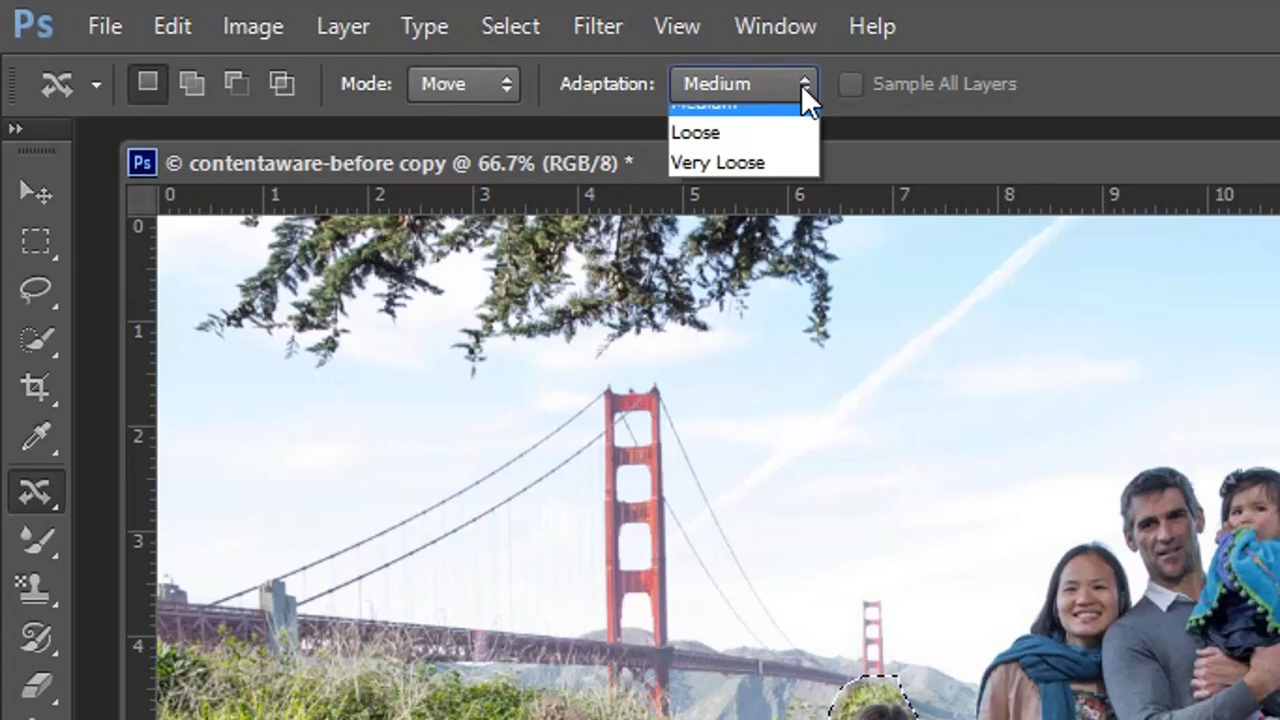 Ps File Edit Image Layer Type Select Filter View Window Help
Mode: Move Adaptation: Medium Sample All Layers
Medium
Loose
Very Loose
Ps © contentaware-before copy @ 66.7% (RGB/8) *
0 1 2 3 4 5 6 7 8 9 10
0
1
2
3
4